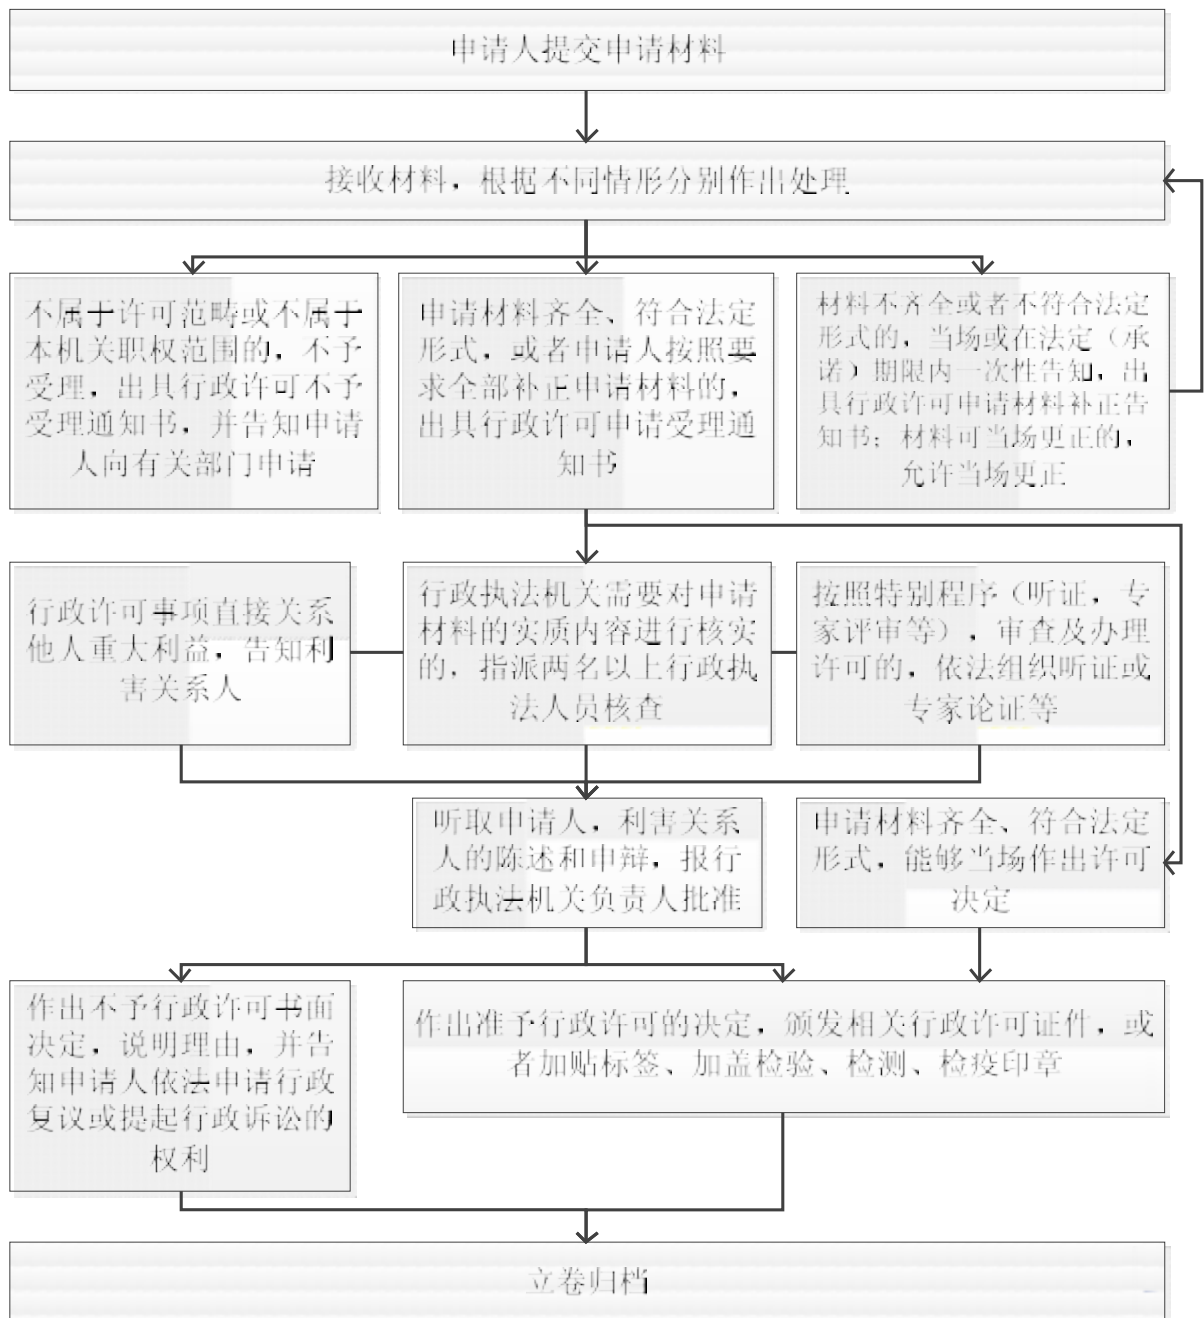 申请人提交申请材料
接收材料，根据不同情形分别作出处理
不属于许可范畴或不属于
本机关职权范围的，不予
受理，出具行政许可不予
受理通知书，并告知申请
人向有关部门申请
申请材料齐全、符合法定
形式，或者申请人按照要
求全部补正申请材料的，
出具行政许可申请受理通
知书
材料不齐全或者不符合法定
形式的，当场或在法定（承
诺）期限内一次性告知，出
具行政许可申请材料补正告
知书；材料可当场更正的，
允许当场更正
行政许可事项直接关系
他人重大利益，告知利
害关系人
行政执法机关需要对申请
材料的实质内容进行核实
的，指派两名以上行政执
法人员核查
按照特别程序（听证，专
家评审等），审查及办理
许可的，依法组织听证或
专家论证等
听取申请人，利害关系
人的陈述和申辩，报行
政执法机关负责人批准
申请材料齐全、符合法定
形式，能够当场作出许可
决定
作出不予行政许可书面
决定，说明理由，并告
知申请人依法申请行政
复议或提起行政诉讼的
权利
作出准予行政许可的决定，颁发相关行政许可证件，或
者加贴标签、加盖检验、检测、检疫印章
立卷归档